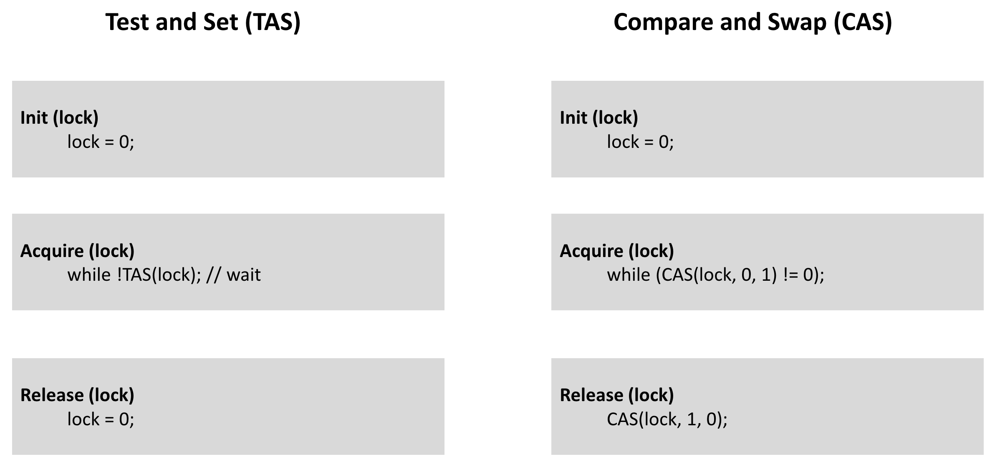 Test and Set (TAS)
Init (lock)
lock = 0;
Acquire (lock)
while !TAS(lock); // wait
Release (lock)
lock = 0;
Compare and Swap (CAS)
Init (lock)
lock = 0;
Acquire (lock)
while (CAS(lock, 0, 1) != 0);
Release (lock)
CAS(lock, 1, 0);